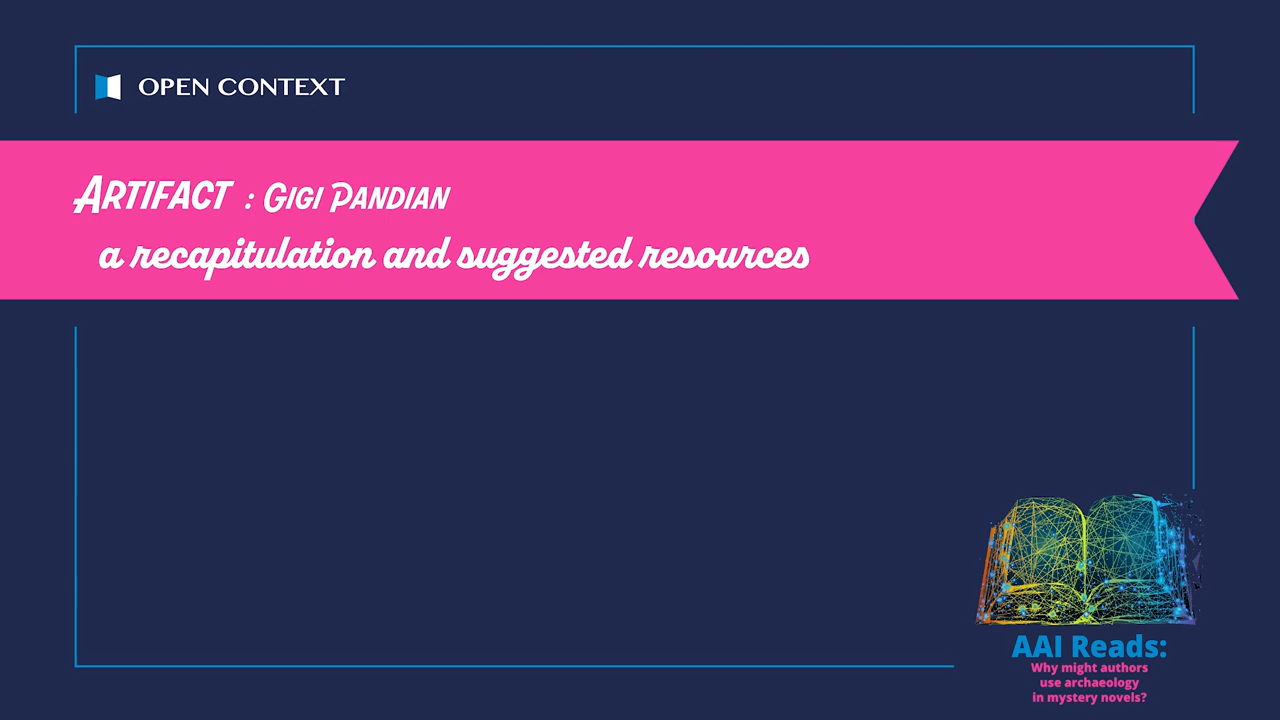 OPEN CONTEXT
ARTIFACT : GIGI PANDIAN
a recapitulation and suggested resources
AAI Reads:
Why might authors
use archaeology
in mystery novels?